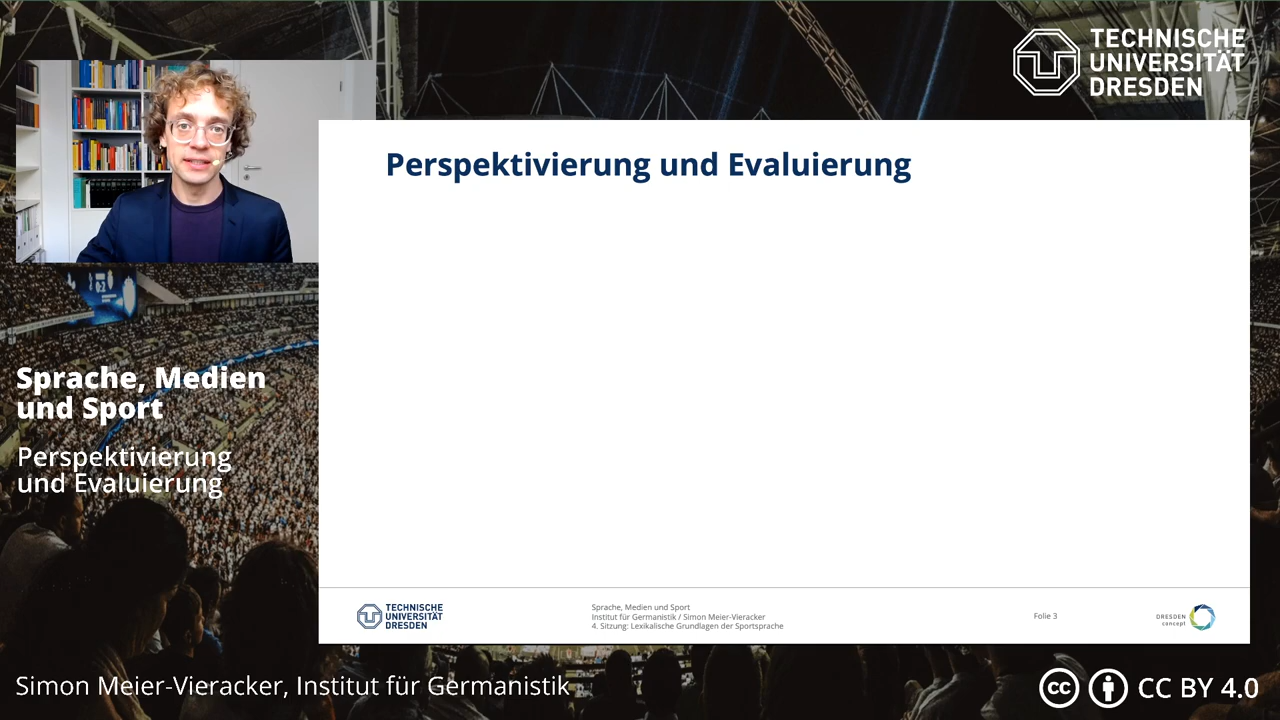 TECHNISCHE
UNIVERSITÄT
DRESDEN
Perspektivierung und Evaluierung
Sprache, Medien
und Sport
Perspektivierung
und Evaluierung
TECHNISCHE
UNIVERSITÄT
DRESDEN
Sprache, Medien und Sport
Institut für Germanistik / Simon Meier-Vieracker
4. Sitzung: Lexikalische Grundlagen der Sportsprache
Folie 3
DRESDEN
concept
Simon Meier-Vieracker, Institut für Germanistik
cc CC BY 4.0